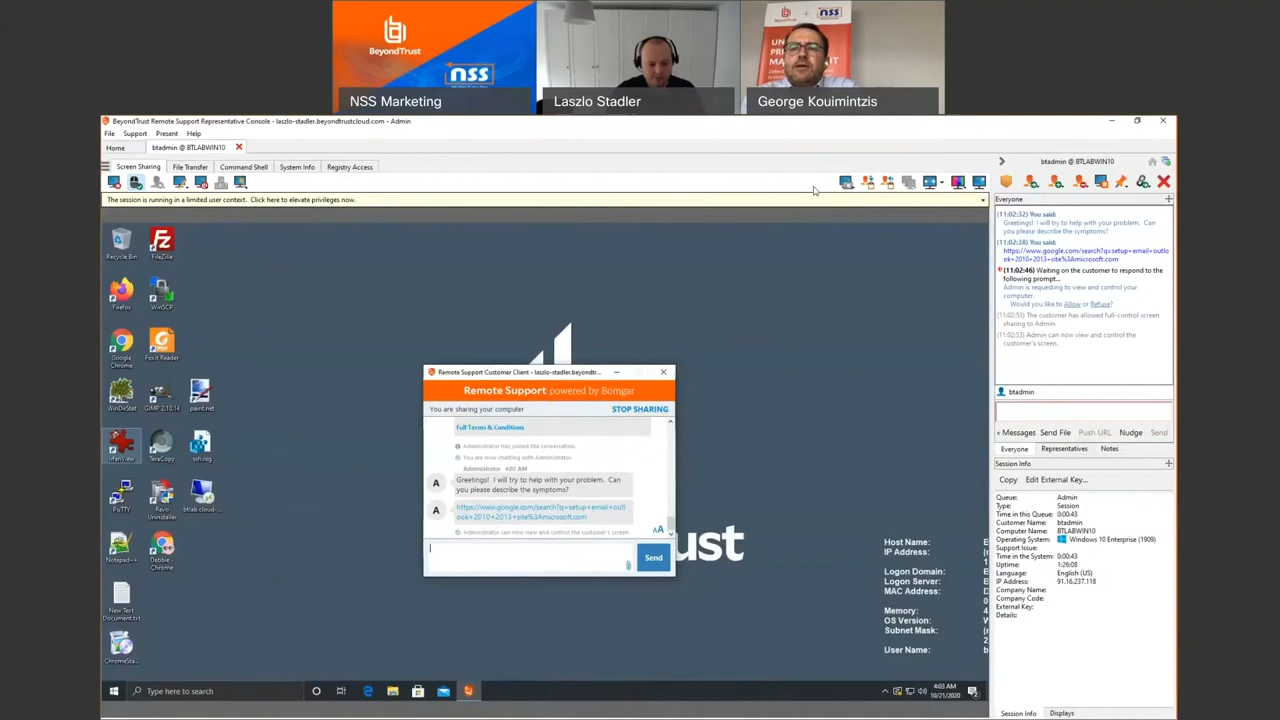 BeyondTrust
nss
NSS Marketing
Laszlo Stadler
BeyondTrust + nss
George Kouimintzis
BeyondTrust Remote Support Representative Console - laszlo-stadler.beyondtrustcloud.com - Admin
File Support Present Help
Home btadmin @ BTLABWIN10
btadmin @ BTLABWIN10
Screen Sharing File Transfer Command Shell System Info Registry Access
The session is running in a limited user context. Click here to elevate privileges now.
Everyone
(11:02:32) You said:
Greetings! I will try to help with your problem. Can
you please describe the symptoms?
(11:02:38) You said:
https://www.google.com/search?q=setup+email+outlo
ok+2010+2013+site%3Amicrosoft.com
(11:02:46) Waiting on the customer to respond to the
following prompt...
Admin is requesting to view and control your
computer.
Would you like to Allow or Refuse?
(11:02:53) The customer has allowed full-control screen
sharing to Admin.
(11:02:53) Admin can now view and control the
customer's screen.
btadmin
Messages Send File Push URL Nudge Send
Everyone Representatives Notes
Session Info
Copy Edit External Key...
Queue: Admin
Type: Session
Time in this Queue: 0:00:43
Customer Name: btadmin
Computer Name: BTLABWIN10
Operating System: Windows 10 Enterprise (1909)
Support Issue:
Time in the System: 0:00:43
Uptime: 1:26:08
Language: English (US)
IP Address: 91.16.237.118
Company Name:
Company Code:
External Key:
Details:
Session Info Displays
Recycle Bin
FileZilla
Firefox
WinSCP
Google
Chrome
Foxit Reader
WinDirStat
GIMP 2.10.14
paint.net
IrfanView
TeraCopy
ssh.reg
PuTTY
Revo
Uninstaller
btlab.cloud-...
Notepad++
Debbie -
Chrome
New Text
Document.txt
ChromeSta...
Remote Support Customer Client - laszlo-stadler.beyondtr...
Remote Support powered by Bomgar
You are sharing your computer STOP SHARING
Full Terms & Conditions
Administrator has joined the conversation.
You are now chatting with Administrator.
Administrator 4:03 AM
A Greetings! I will try to help with your problem. Can
you please describe the symptoms?
A https://www.google.com/search?q=setup+email+outl
ook+2010+2013+site%3Amicrosoft.com
Administrator can now view and control the customer's screen.
AA
Send
rust
Host Name:
IP Address:
Logon Domain:
Logon Server:
MAC Address:
Memory:
OS Version:
Subnet Mask:
User Name:
Type here to search
4:03 AM
10/21/2020